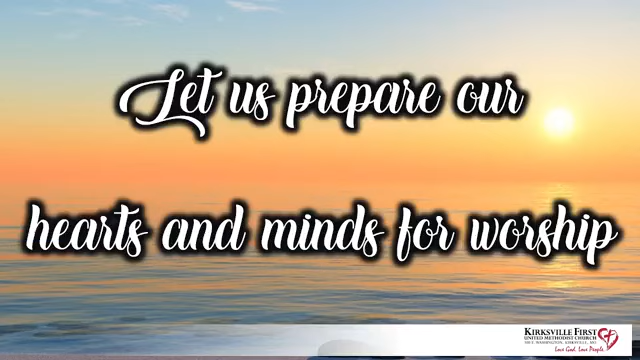 Let us prepare our
hearts and minds for worship
KIRKSVILLE FIRST
UNITED METHODIST CHURCH
Love God. Love People.